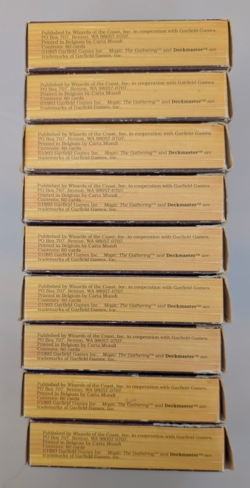 Published by Wizards of the Coast, Inc. in cooperation with Garfield Games.
PO Box 707, Renton, WA 98057-0707.
Printed in Belgium by Carta Mundi
Contents: 60 cards
©1993 Garfield Games Inc. Magic: The Gathering™ and Deckmaster™ are
trademarks of Garfield Games, Inc.
Published by Wizards of the Coast, Inc. in cooperation with Garfield Games.
PO Box 707, Renton, WA 98057-0707.
Printed in Belgium by Carta Mundi
Contents: 60 cards
©1993 Garfield Games Inc. Magic: The Gathering™ and Deckmaster™ are
trademarks of Garfield Games, Inc.
Published by Wizards of the Coast, Inc. in cooperation with Garfield Games.
PO Box 707, Renton, WA 98057-0707.
Printed in Belgium by Carta Mundi
Contents: 60 cards
©1993 Garfield Games Inc. Magic: The Gathering™ and Deckmaster™ are
trademarks of Garfield Games, Inc.
Published by Wizards of the Coast, Inc. in cooperation with Garfield Games.
PO Box 707, Renton, WA 98057-0707.
Printed in Belgium by Carta Mundi
Contents: 60 cards
©1993 Garfield Games Inc. Magic: The Gathering™ and Deckmaster™ are
trademarks of Garfield Games, Inc.
Published by Wizards of the Coast, Inc. in cooperation with Garfield Games.
PO Box 707, Renton, WA 98057-0707.
Printed in Belgium by Carta Mundi
Contents: 60 cards
©1993 Garfield Games Inc. Magic: The Gathering™ and Deckmaster™ are
trademarks of Garfield Games, Inc.
Published by Wizards of the Coast, Inc. in cooperation with Garfield Games.
PO Box 707, Renton, WA 98057-0707.
Printed in Belgium by Carta Mundi
Contents: 60 cards
©1993 Garfield Games Inc. Magic: The Gathering™ and Deckmaster™ are
trademarks of Garfield Games, Inc.
Published by Wizards of the Coast, Inc. in cooperation with Garfield Games.
PO Box 707, Renton, WA 98057-0707.
Printed in Belgium by Carta Mundi
Contents: 60 cards
©1993 Garfield Games Inc. Magic: The Gathering™ and Deckmaster™ are
trademarks of Garfield Games, Inc.
Published by Wizards of the Coast, Inc. in cooperation with Garfield Games.
PO Box 707, Renton, WA 98057-0707.
Printed in Belgium by Carta Mundi
Contents: 60 cards
©1993 Garfield Games Inc. Magic: The Gathering™ and Deckmaster™ are
trademarks of Garfield Games, Inc.
Published by Wizards of the Coast, Inc. in cooperation with Garfield Games.
PO Box 707, Renton, WA 98057-0707.
Printed in Belgium by Carta Mundi
Contents: 60 cards
©1993 Garfield Games Inc. Magic: The Gathering™ and Deckmaster™ are
trademarks of Garfield Games, Inc.